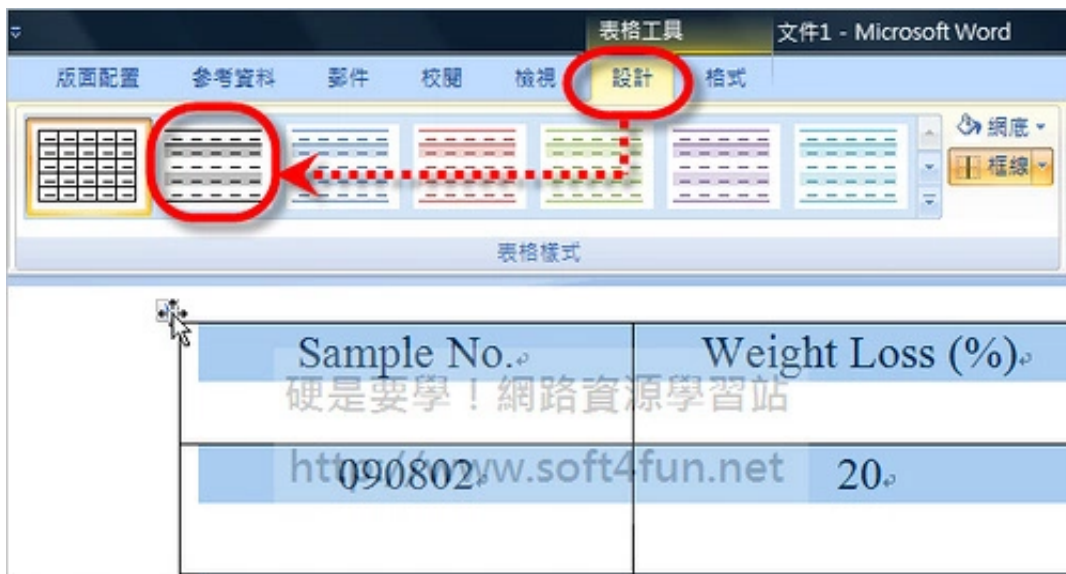 表格工具 文件1 - Microsoft Word
版面配置 參考資料 郵件 校閱 檢視 設計 格式
網底
框線
表格樣式
Sample No. Weight Loss (%)
硬是要學！網路資源學習站
http://www.soft4fun.net
090802 20